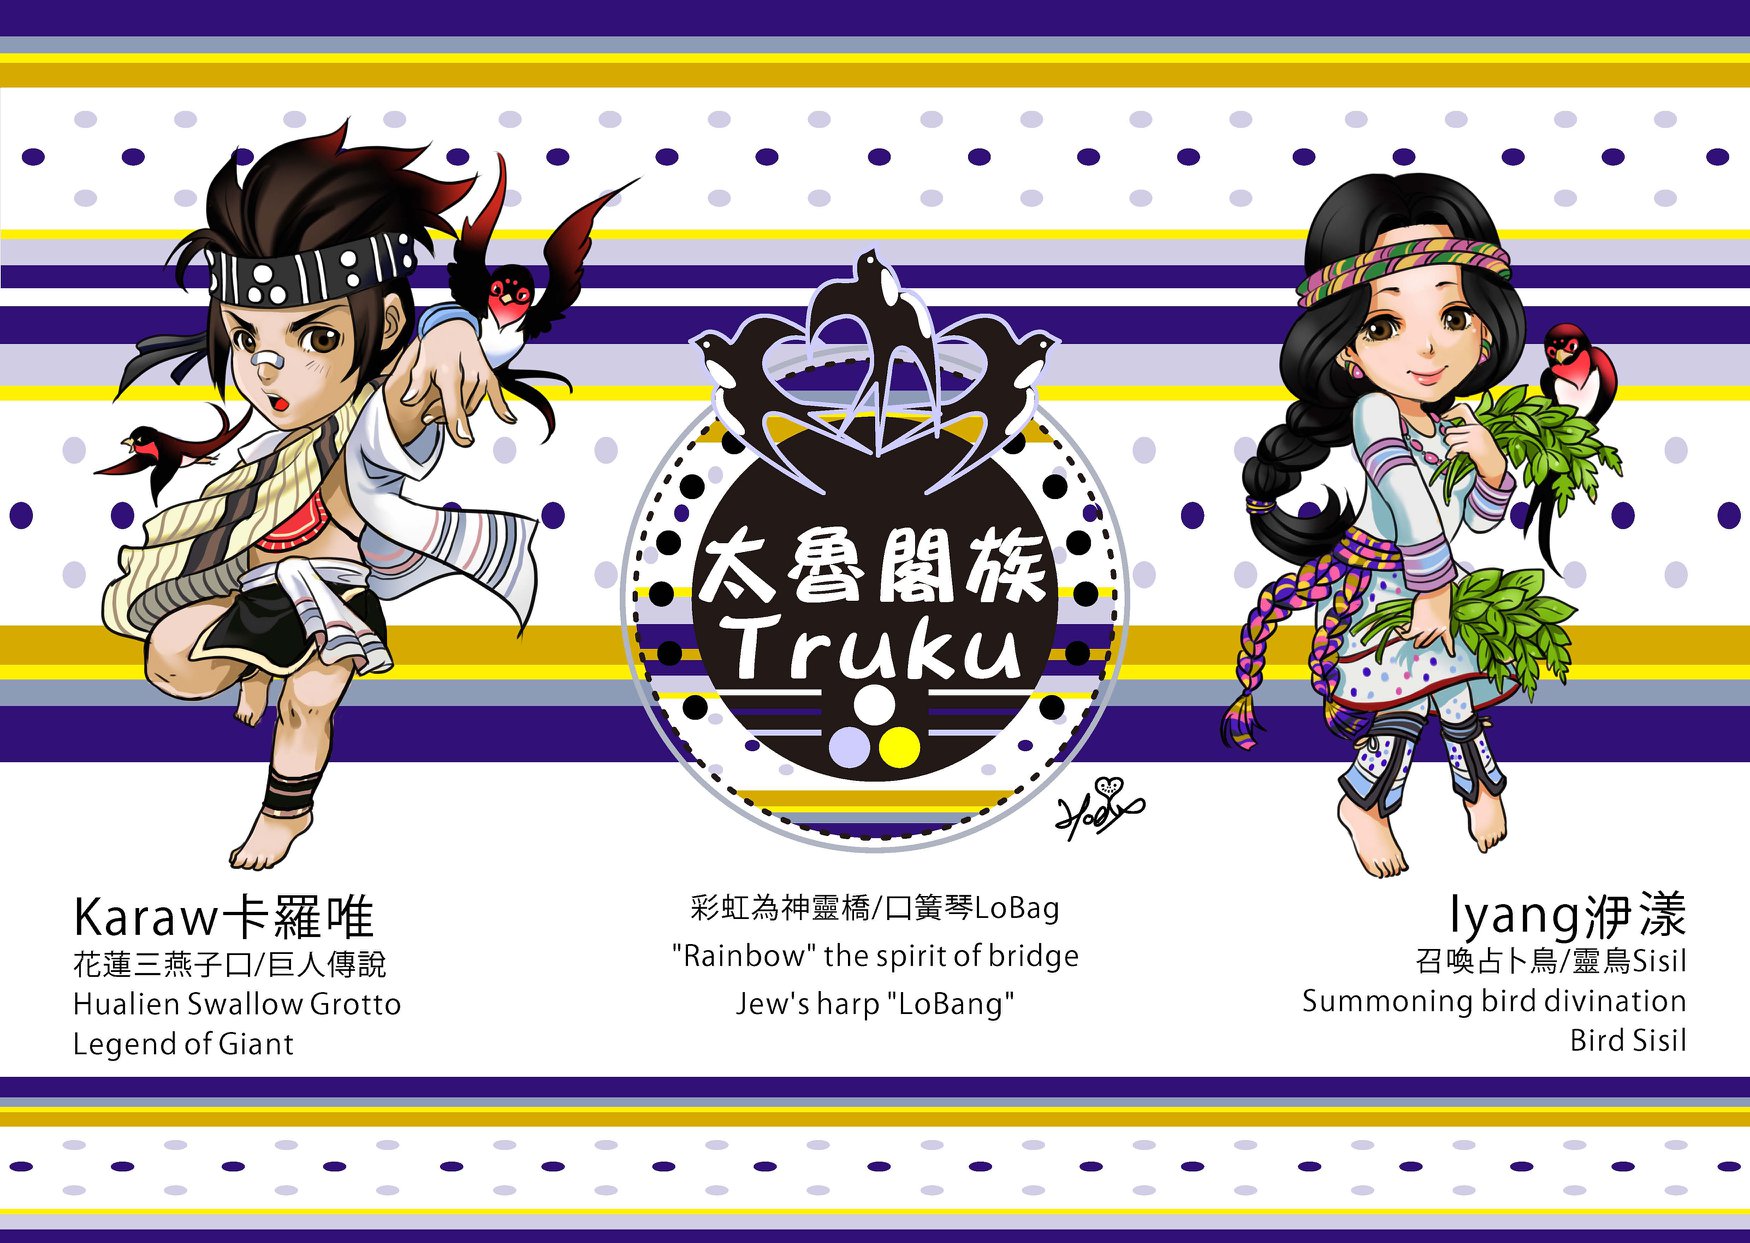 太魯閣族
Truku
Karaw卡羅唯
花蓮三燕子口/巨人傳說
Hualien Swallow Grotto
Legend of Giant
彩虹為神靈橋/口簧琴LoBag
"Rainbow" the spirit of bridge
Jew's harp "LoBang"
Iyang洢漾
召喚占卜鳥/靈鳥Sisil
Summoning bird divination
Bird Sisil